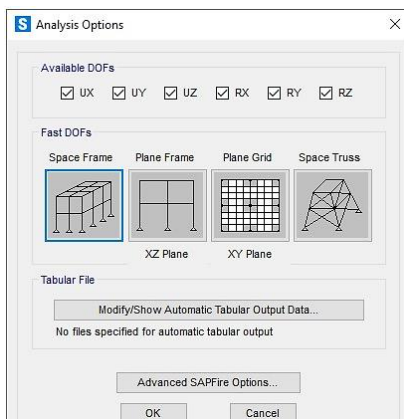 S Analysis Options
Available DOFs
UX UY UZ RX RY RZ
Fast DOFs
Space Frame Plane Frame Plane Grid Space Truss
XZ Plane XY Plane
Tabular File
Modify/Show Automatic Tabular Output Data...
No files specified for automatic tabular output
Advanced SAPFire Options...
OK Cancel